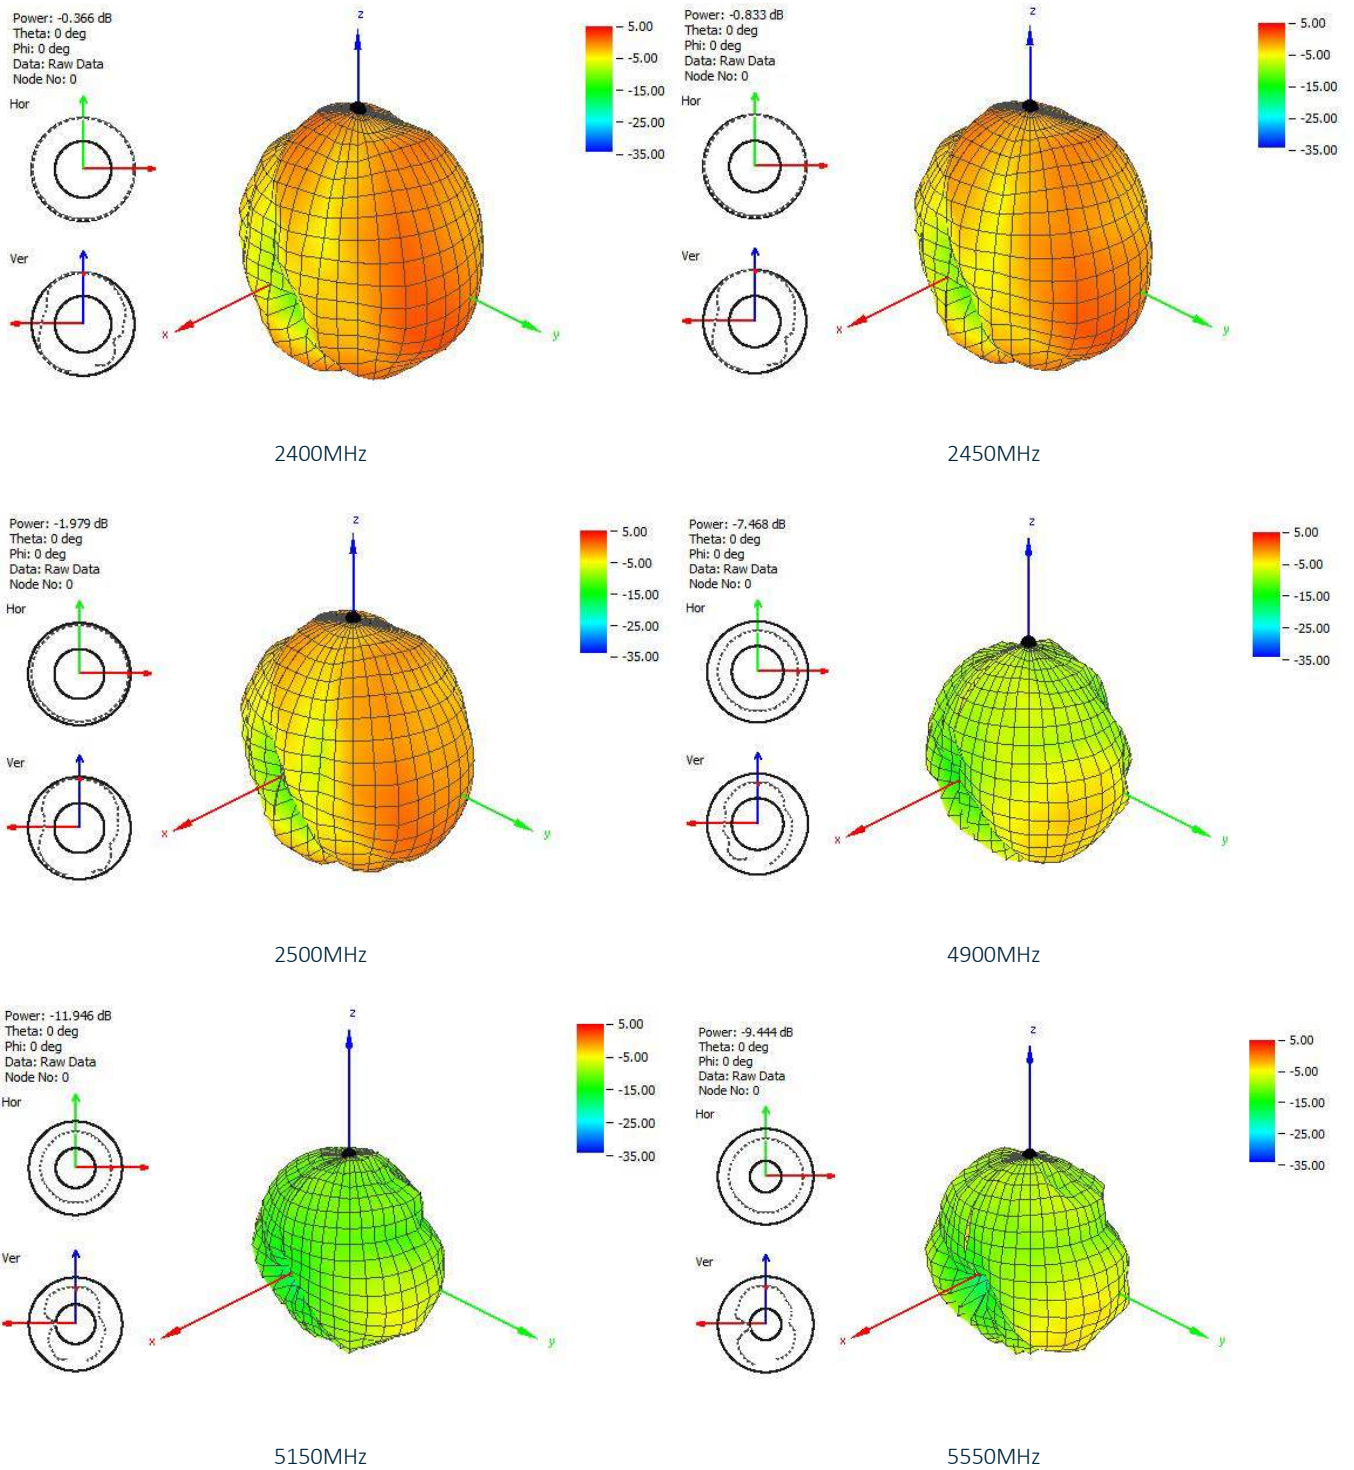 Power: -0.366 dB
Theta: 0 deg
Phi: 0 deg
Data: Raw Data
Node No: 0
Hor
Ver
z
x
y
5.00
-5.00
-15.00
-25.00
-35.00
2400MHz
Power: -0.833 dB
Theta: 0 deg
Phi: 0 deg
Data: Raw Data
Node No: 0
Hor
Ver
z
x
y
5.00
-5.00
-15.00
-25.00
-35.00
2450MHz
Power: -1.979 dB
Theta: 0 deg
Phi: 0 deg
Data: Raw Data
Node No: 0
Hor
Ver
z
x
y
5.00
-5.00
-15.00
-25.00
-35.00
2500MHz
Power: -7.468 dB
Theta: 0 deg
Phi: 0 deg
Data: Raw Data
Node No: 0
Hor
Ver
z
x
y
5.00
-5.00
-15.00
-25.00
-35.00
4900MHz
Power: -11.946 dB
Theta: 0 deg
Phi: 0 deg
Data: Raw Data
Node No: 0
Hor
Ver
z
x
y
5.00
-5.00
-15.00
-25.00
-35.00
5150MHz
Power: -9.444 dB
Theta: 0 deg
Phi: 0 deg
Data: Raw Data
Node No: 0
Hor
Ver
z
x
y
5.00
-5.00
-15.00
-25.00
-35.00
5550MHz